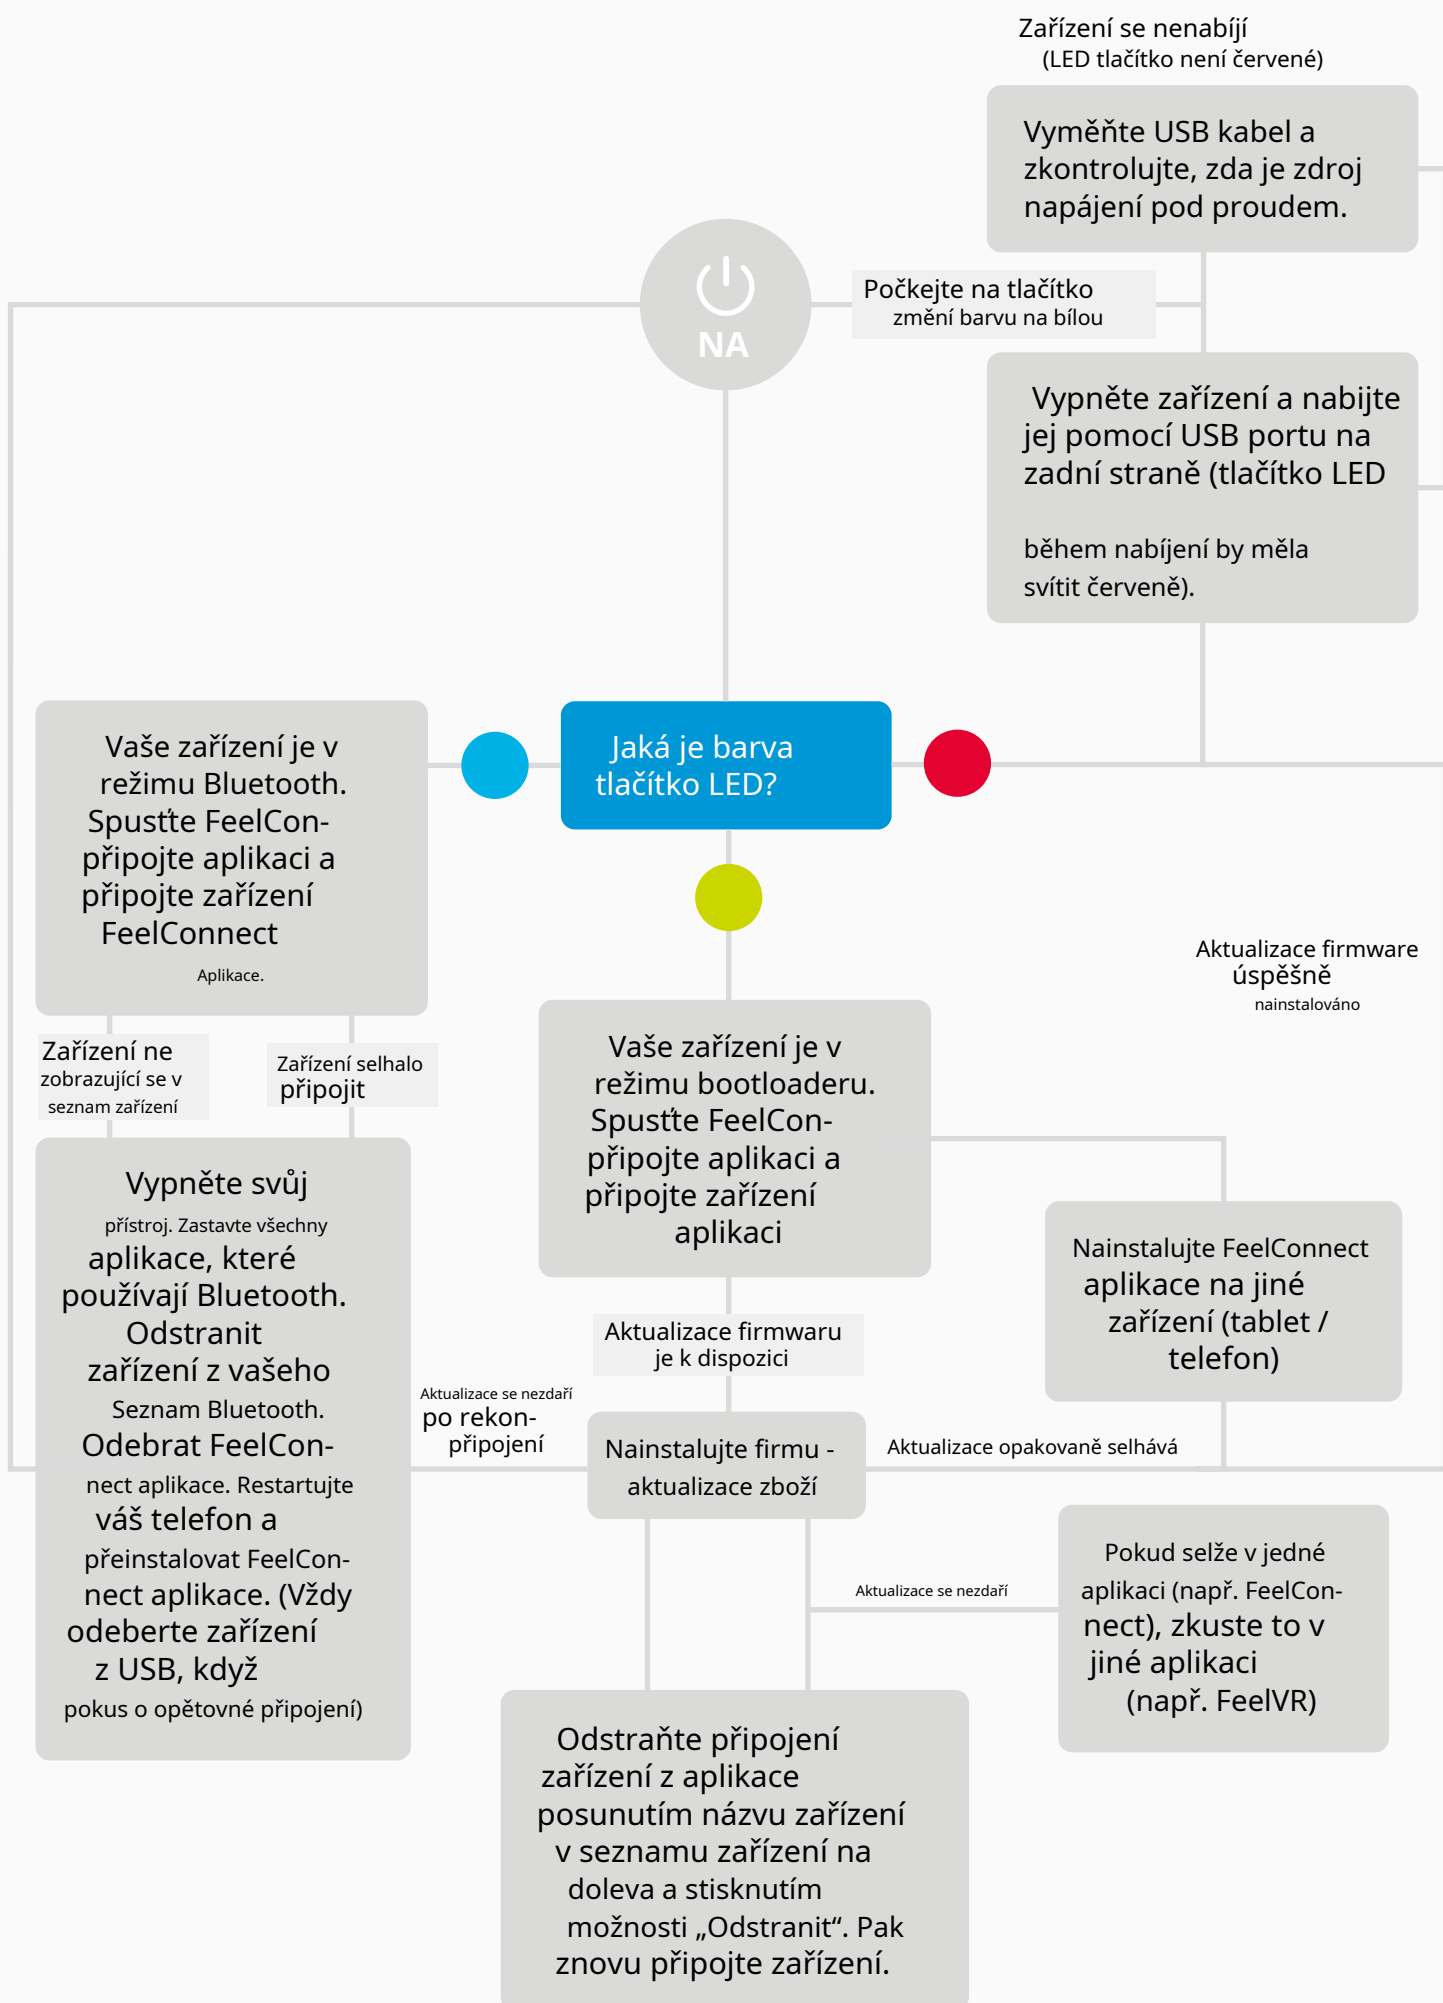 Zařízení se nenabíjí
(LED tlačítko není červené)
Vyměňte USB kabel a
zkontrolujte, zda je zdroj
napájení pod proudem.
NA
Počkejte na tlačítko
změní barvu na bílou
Vypněte zařízení a nabijte
jej pomocí USB portu na
zadní straně (tlačítko LED
během nabíjení by měla
svítit červeně).
Vaše zařízení je v
režimu Bluetooth.
Spusťte FeelCon-
připojte aplikaci a
připojte zařízení
FeelConnect
Aplikace.
Jaká je barva
tlačítko LED?
Aktualizace firmware
úspěšně
nainstalováno
Zařízení ne
zobrazující se v
seznam zařízení
Zařízení selhalo
připojit
Vaše zařízení je v
režimu bootloaderu.
Spusťte FeelCon-
připojte aplikaci a
připojte zařízení
aplikaci
Vypněte svůj
přístroj. Zastavte všechny
aplikace, které
používají Bluetooth.
Odstranit
zařízení z vašeho
Seznam Bluetooth.
Odebrat FeelCon-
nect aplikace. Restartujte
váš telefon a
přeinstalovat FeelCon-
nect aplikace. (Vždy
odeberte zařízení
z USB, když
pokus o opětovné připojení)
Nainstalujte FeelConnect
aplikace na jiné
zařízení (tablet /
telefon)
Aktualizace firmwaru
je k dispozici
Aktualizace se nezdaří
po rekon-
připojení
Nainstalujte firmu -
aktualizace zboží
Aktualizace opakovaně selhává
Aktualizace se nezdaří
Pokud selže v jedné
aplikaci (např. FeelCon-
nect), zkuste to v
jiné aplikaci
(např. FeelVR)
Odstraňte připojení
zařízení z aplikace
posunutím názvu zařízení
v seznamu zařízení na
doleva a stisknutím
možnosti „Odstranit“. Pak
znovu připojte zařízení.